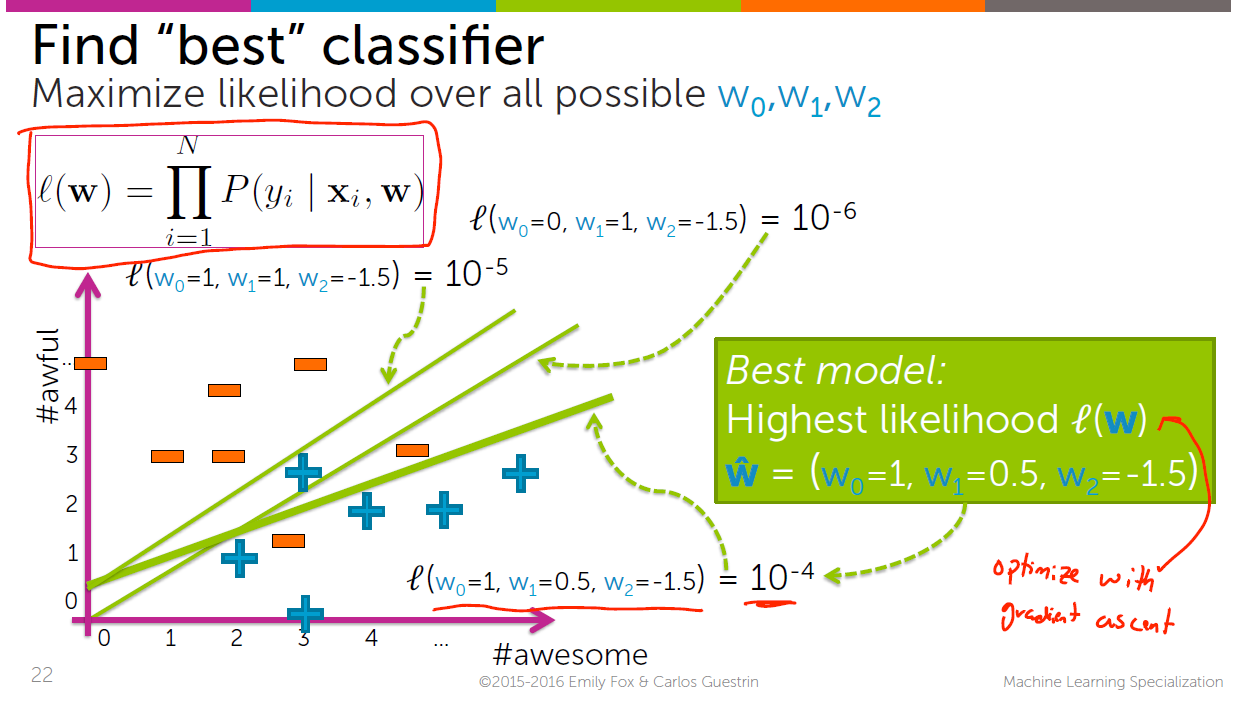 Find “best” classifier
Maximize likelihood over all possible w₀,w₁,w₂
ℓ(w) = ∏_{i=1}^{N} P(y_i | x_i, w)
ℓ(w₀=0, w₁=1, w₂=-1.5) = 10⁻⁶
ℓ(w₀=1, w₁=1, w₂=-1.5) = 10⁻⁵
#awful
…
4
3
2
1
0
0 1 2 3 4 …
#awesome
Best model:
Highest likelihood ℓ(w)
ŵ = (w₀=1, w₁=0.5, w₂=-1.5)
ℓ(w₀=1, w₁=0.5, w₂=-1.5) = 10⁻⁴
optimize with
gradient ascent
22
©2015-2016 Emily Fox & Carlos Guestrin
Machine Learning Specialization